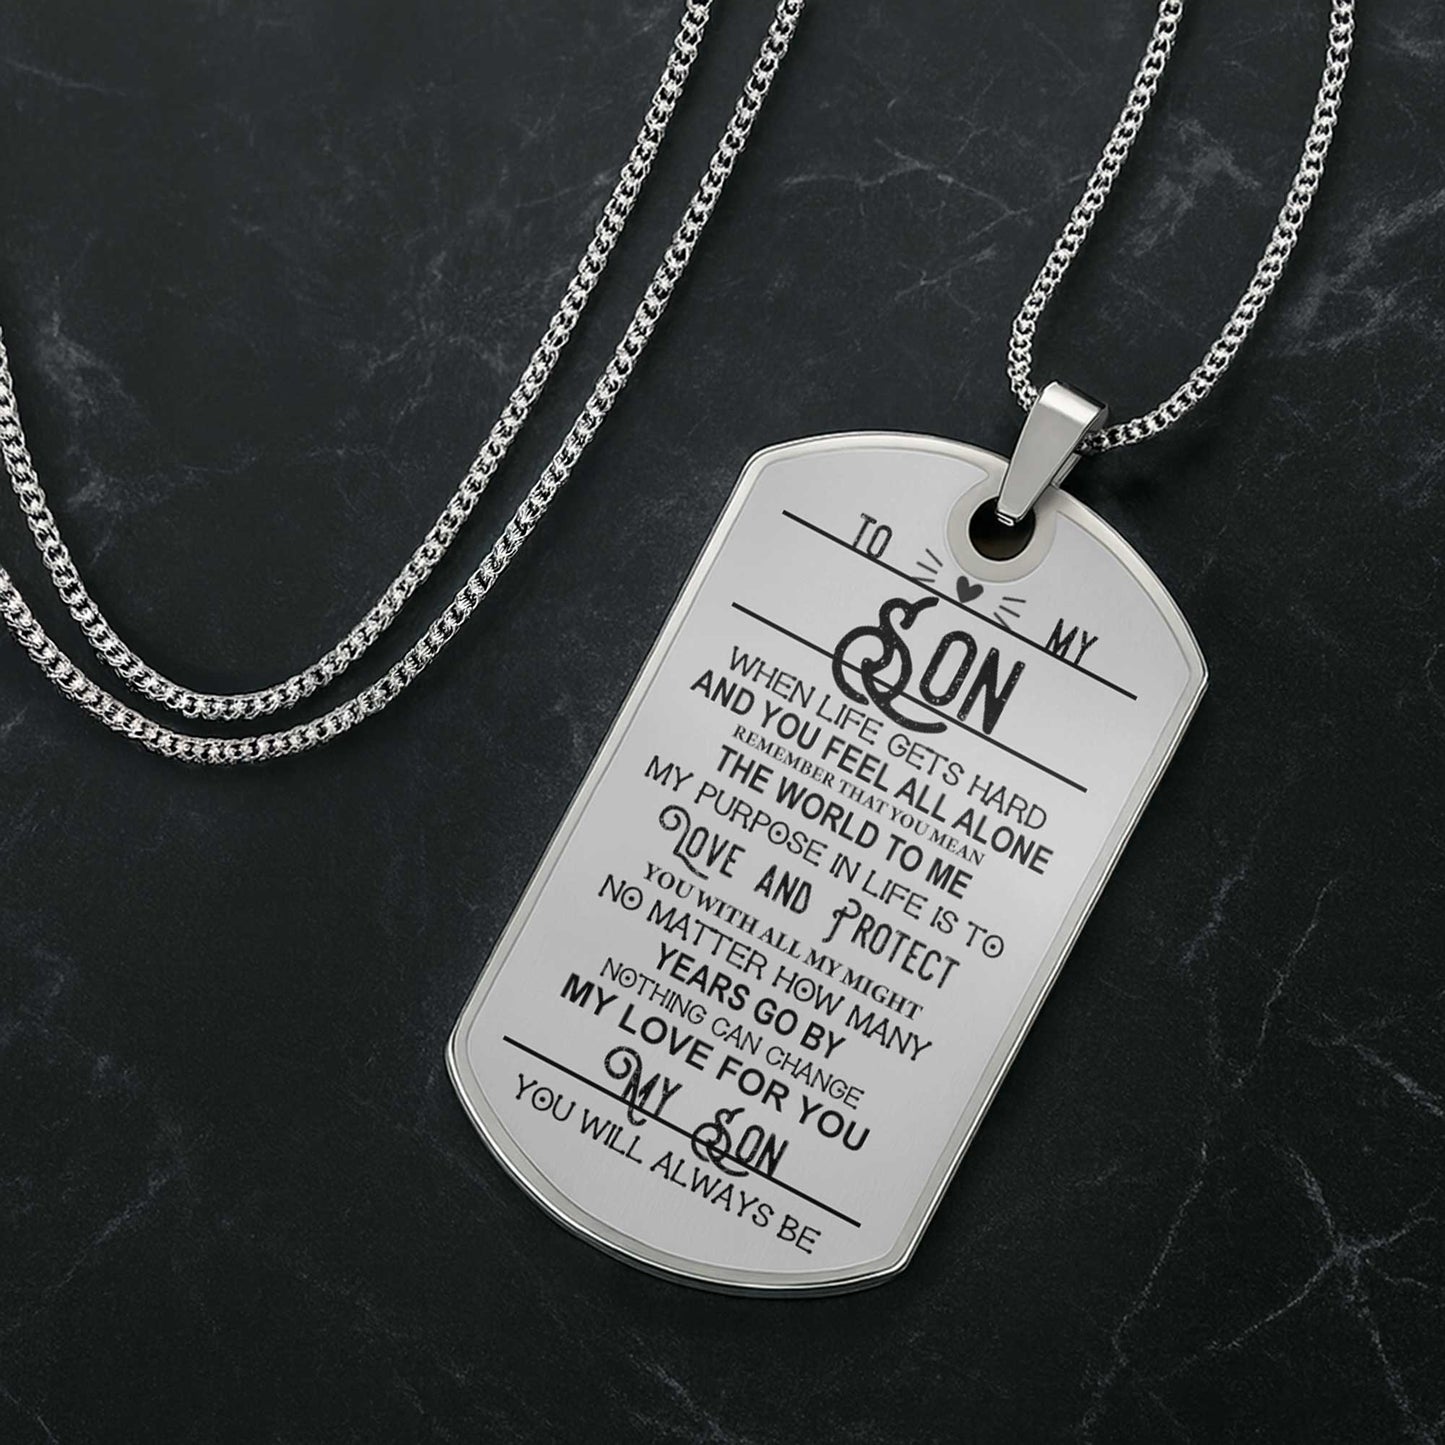 TO MY
SON
WHEN LIFE GETS HARD
AND YOU FEEL ALL ALONE
REMEMBER THAT YOU MEAN
THE WORLD TO ME
MY PURPOSE IN LIFE IS TO
LOVE AND PROTECT
YOU WITH ALL MY MIGHT
NO MATTER HOW MANY
YEARS GO BY
NOTHING CAN CHANGE
MY LOVE FOR YOU
MY SON
YOU WILL ALWAYS BE